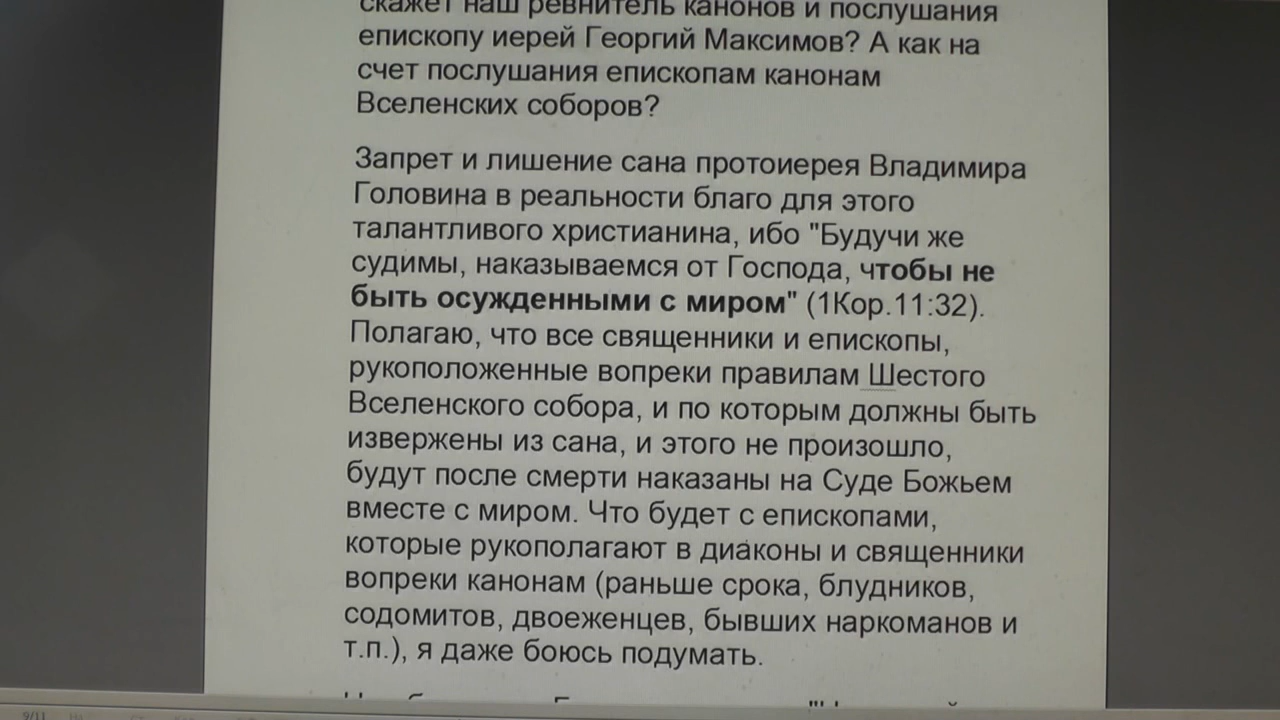 скажет наш ревнитель канонов и послушания
епископу иерей Георгий Максимов? А как на
счет послушания епископам канонам
Вселенских соборов?
Запрет и лишение сана протоиерея Владимира
Головина в реальности благо для этого
талантливого христианина, ибо "Будучи же
судимы, наказываемся от Господа, чтобы не
быть осужденными с миром" (1Кор.11:32).
Полагаю, что все священники и епископы,
рукоположенные вопреки правилам Шестого
Вселенского собора, и по которым должны быть
извержены из сана, и этого не произошло,
будут после смерти наказаны на Суде Божьем
вместе с миром. Что будет с епископами,
которые рукополагают в диаконы и священники
вопреки канонам (раньше срока, блудников,
содомитов, двоеженцев, бывших наркоманов и
т.п.), я даже боюсь подумать.
9/11